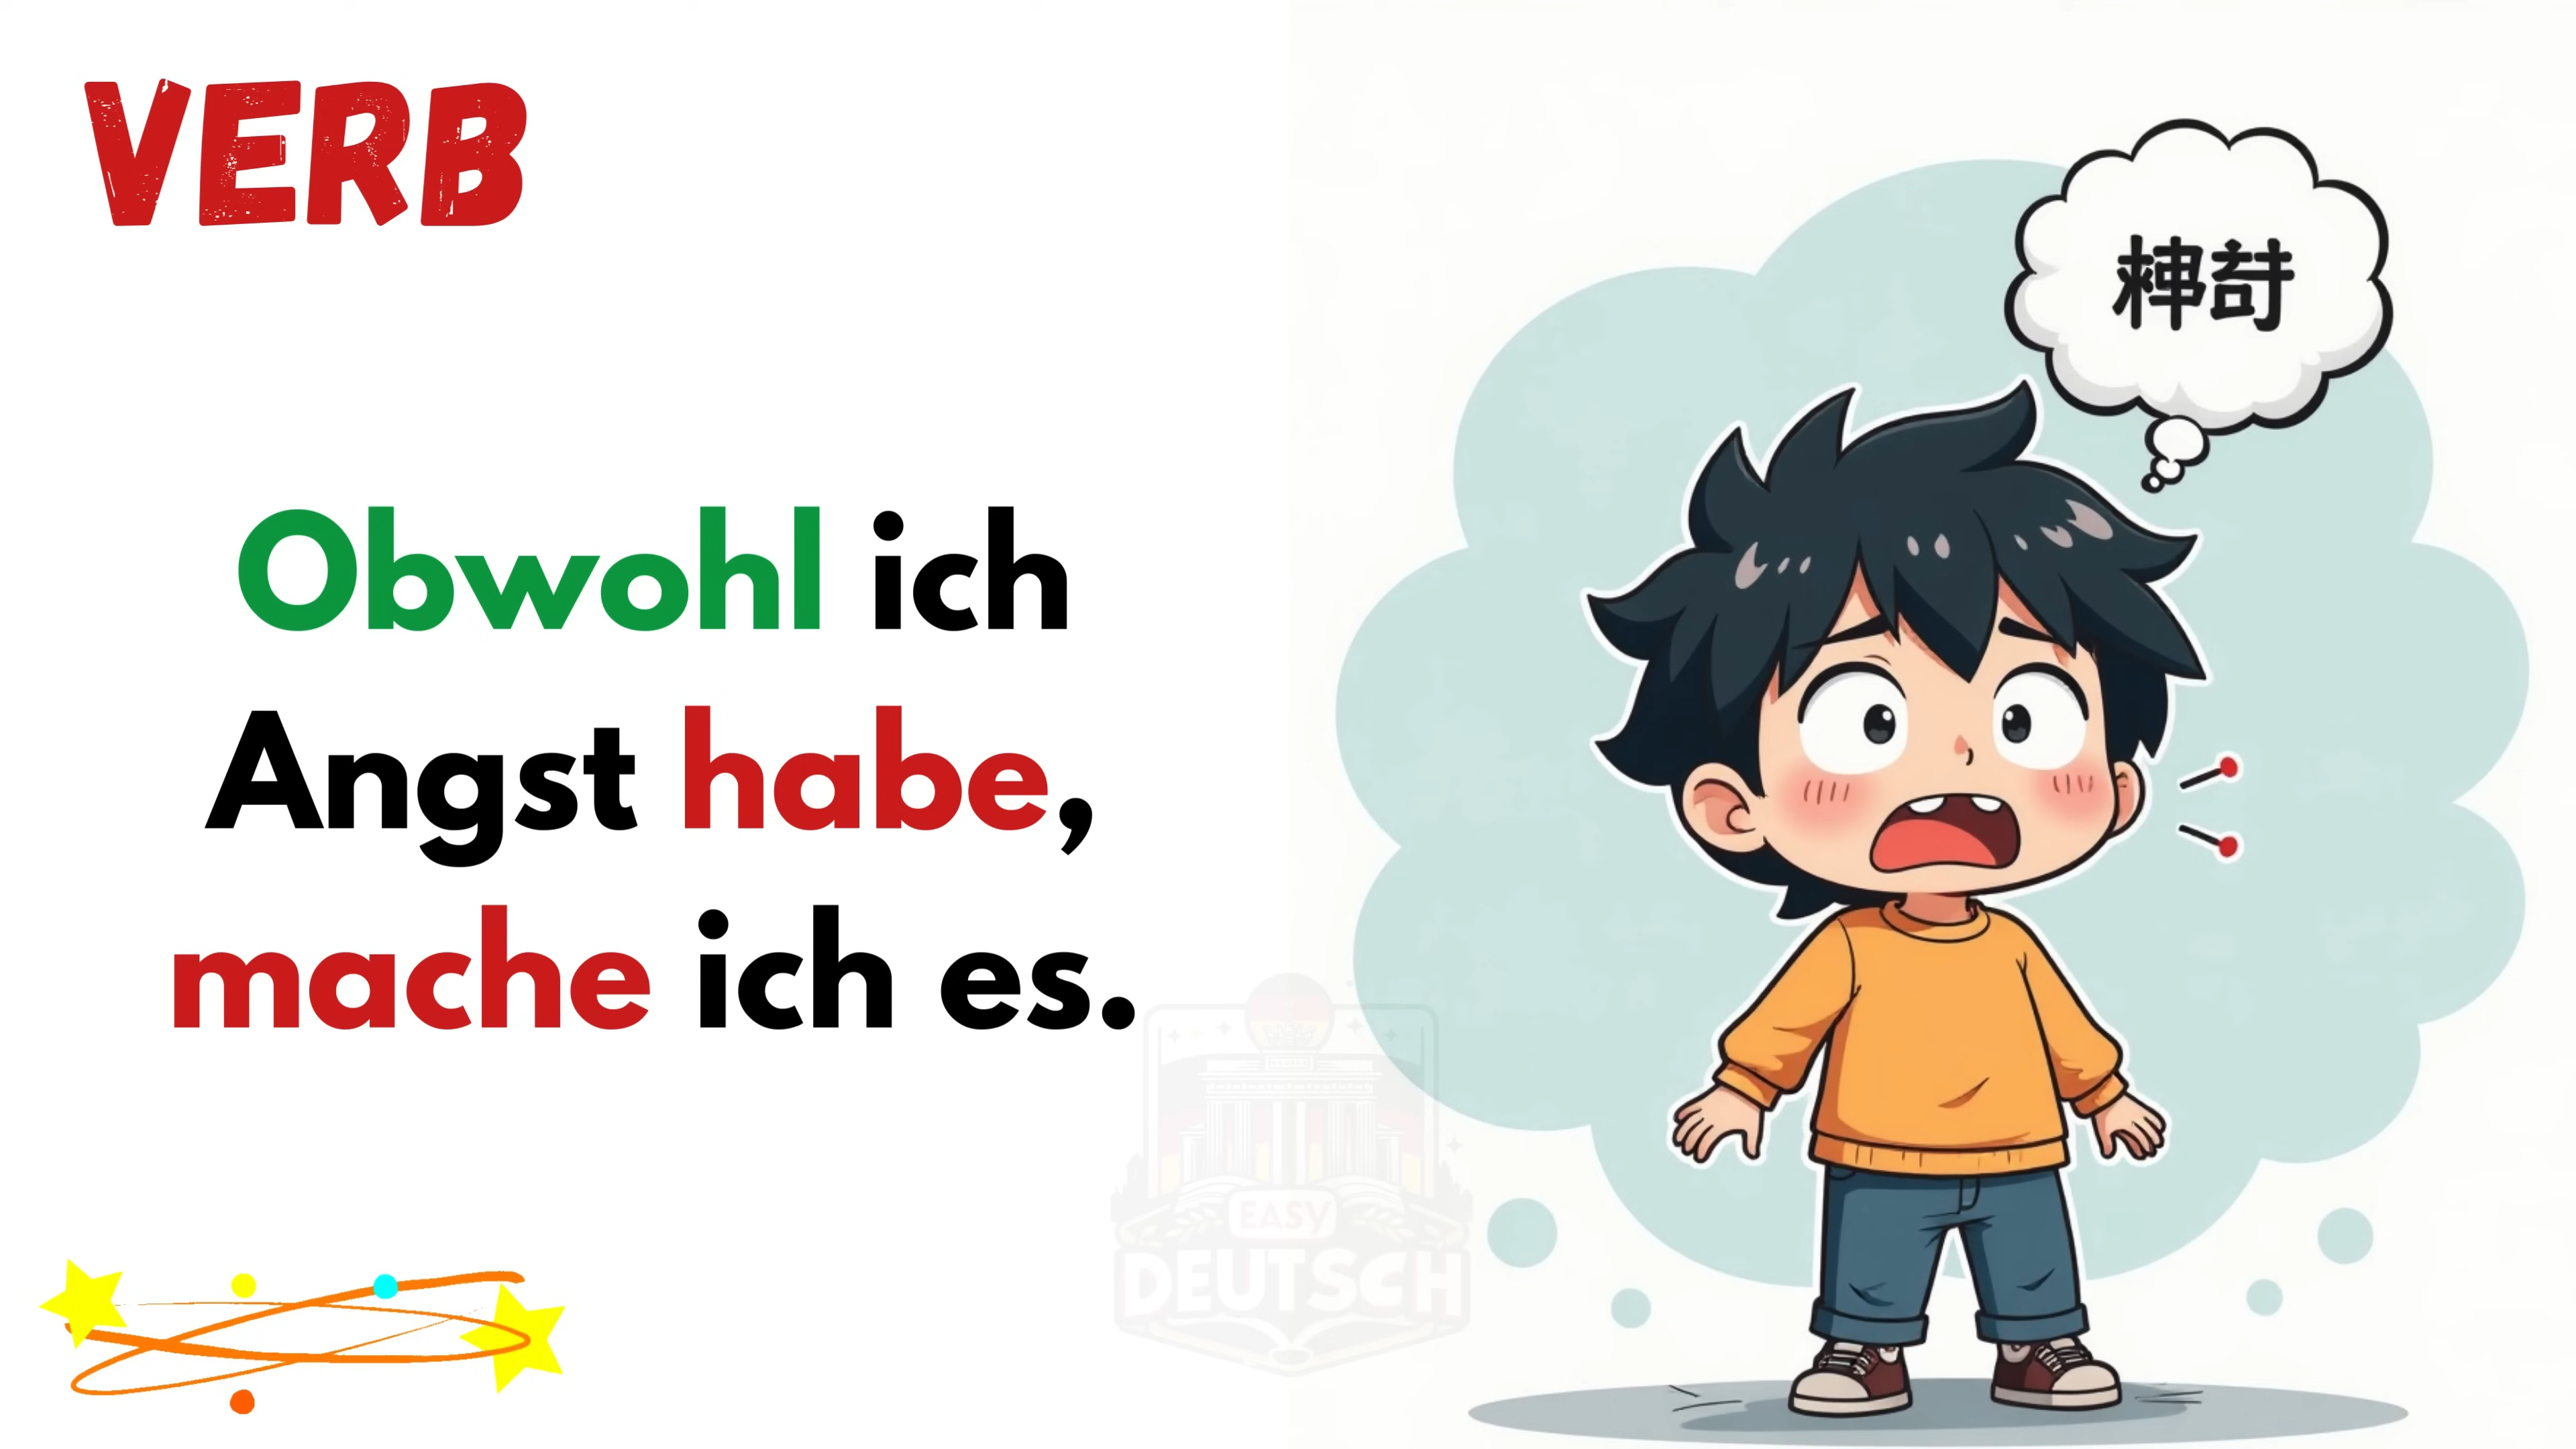 VERB
Obwohl ich
Angst habe,
mache ich es.
EASY
DEUTSCH